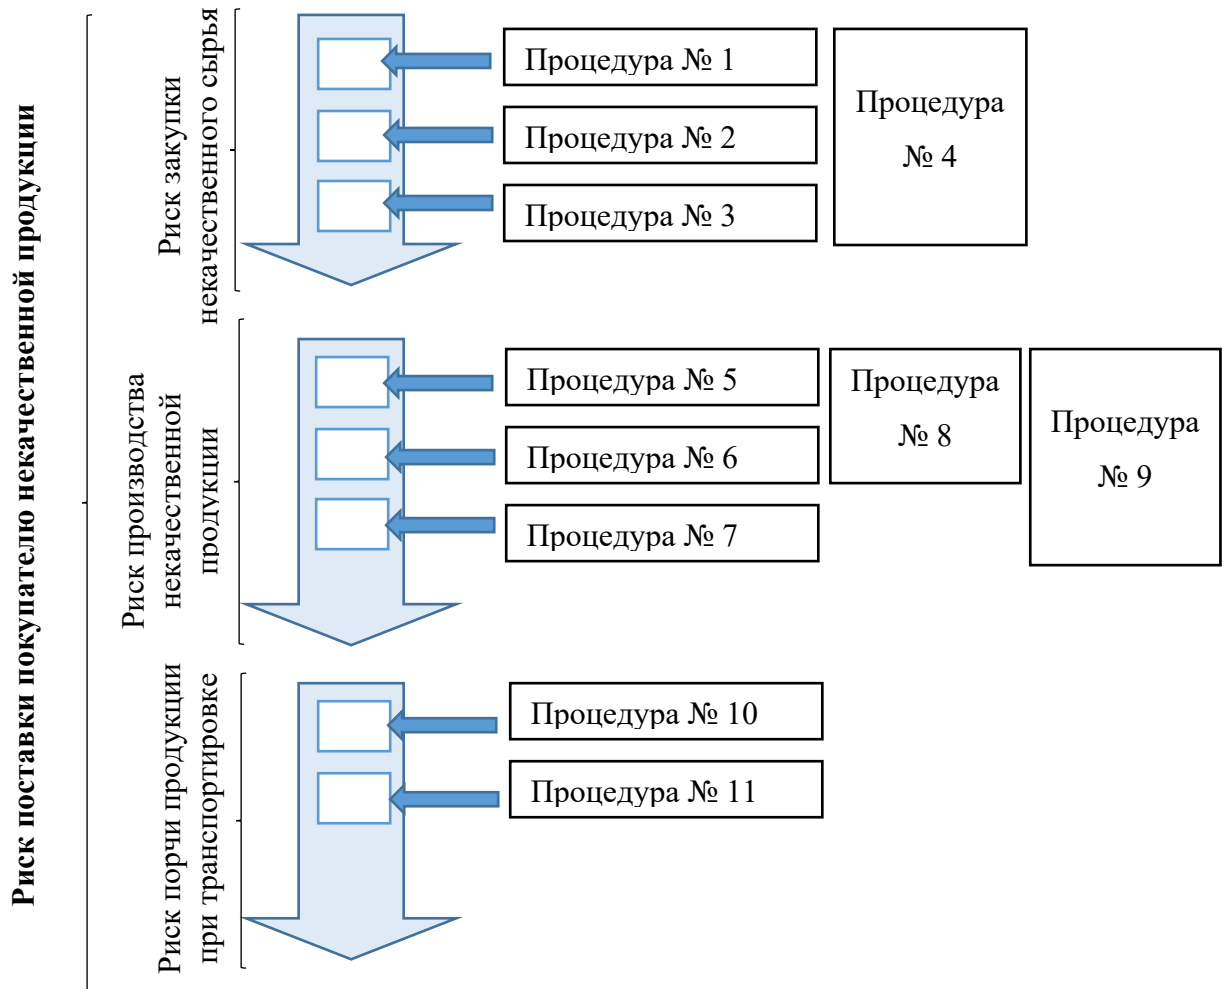 Риск поставки покупателю некачественной продукции
Риск закупки
некачественного сырья
Процедура № 1
Процедура № 2
Процедура № 3
Процедура
№ 4
Риск производства
некачественной
продукции
Процедура № 5
Процедура № 6
Процедура № 7
Процедура
№ 8
Процедура
№ 9
Риск порчи продукции
при транспортировке
Процедура № 10
Процедура № 11